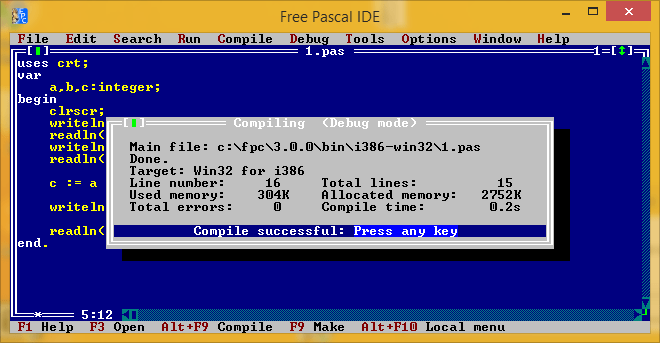 Free Pascal IDE
File Edit Search Run Compile Debug Tools Options Window Help
1.pas 1=[↕]
uses crt;
var
a,b,c:integer;
begin
clrscr;
writeln
readln(
writeln
readln(
c := a
writeln
readln(
end.
Compiling (Debug mode)
Main file: c:\fpc\3.0.0\bin\i386-win32\1.pas
Done.
Target: Win32 for i386
Line number: 16 Total lines: 15
Used memory: 304K Allocated memory: 2752K
Total errors: 0 Compile time: 0.2s
Compile successful: Press any key
* 5:12
F1 Help F3 Open Alt+F9 Compile F9 Make Alt+F10 Local menu